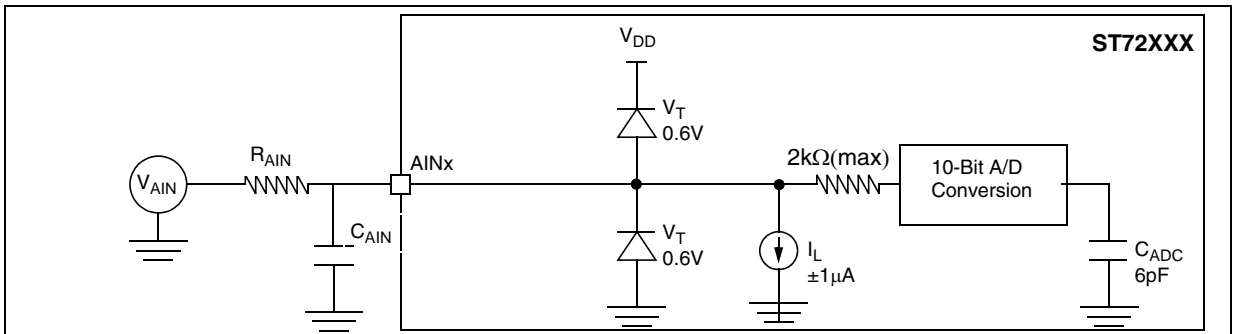 ST72XXX
V_DD
V_T
0.6V
R_AIN
AINx
2kΩ(max)
10-Bit A/D
Conversion
V_AIN
C_AIN
V_T
0.6V
I_L
±1μA
C_ADC
6pF